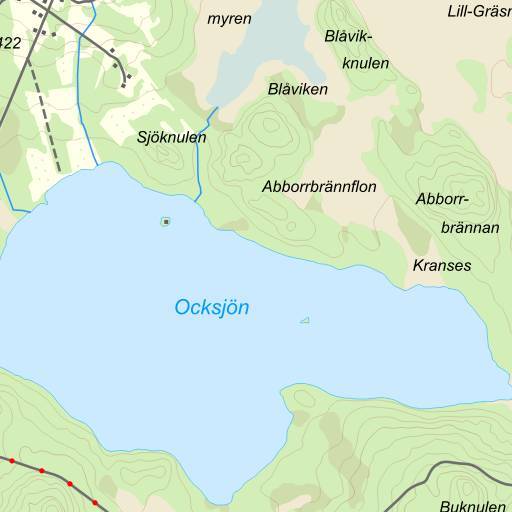 myren
Lill-Gräsr
422
Blåvik-
knulen
Blåviken
Sjöknulen
Abborrbrännflon
Abborr-
brännan
Kranses
Ocksjön
Buknulen